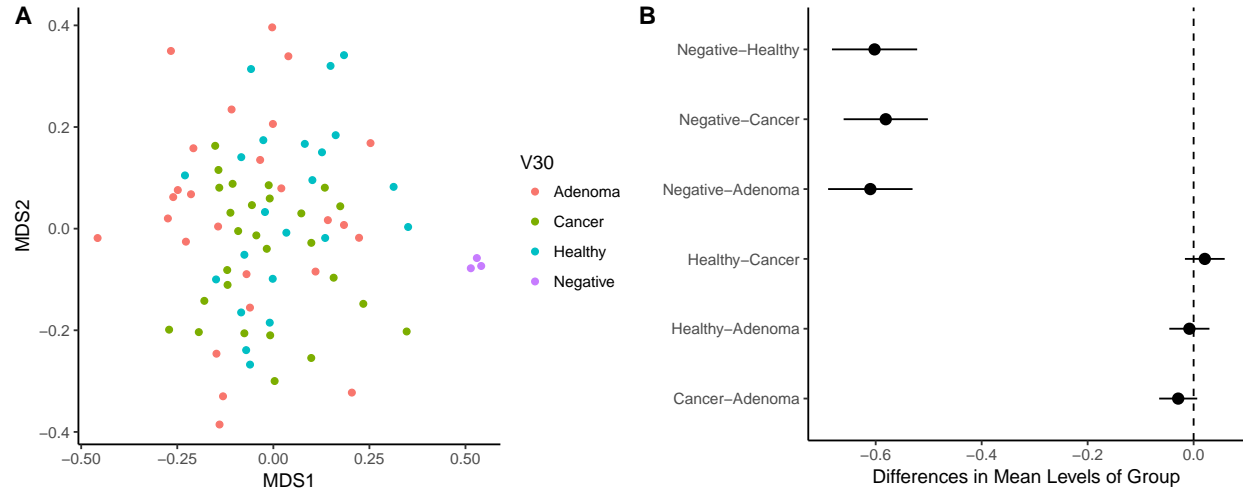 A
0.4
0.2
0.0
−0.2
−0.4
MDS2
−0.50
−0.25
0.00
0.25
0.50
MDS1
V30
Adenoma
Cancer
Healthy
Negative
B
Negative−Healthy
Negative−Cancer
Negative−Adenoma
Healthy−Cancer
Healthy−Adenoma
Cancer−Adenoma
−0.6
−0.4
−0.2
0.0
Differences in Mean Levels of Group